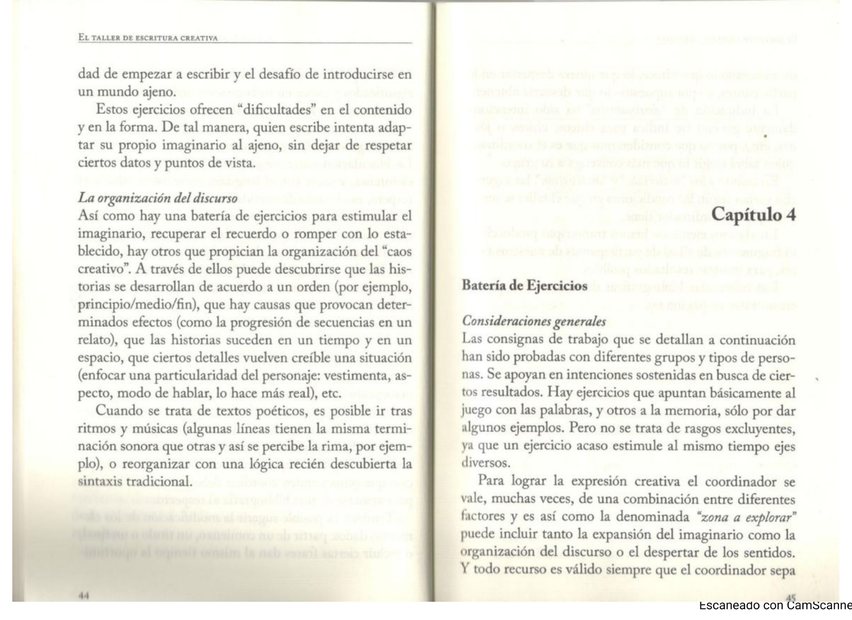 El taller de escritura creativa
dad de empezar a escribir y el desafío de introducirse en
un mundo ajeno.
Estos ejercicios ofrecen “dificultades” en el contenido
y en la forma. De tal manera, quien escribe intenta adap-
tar su propio imaginario al ajeno, sin dejar de respetar
ciertos datos y puntos de vista.
La organización del discurso
Así como hay una batería de ejercicios para estimular el
imaginario, recuperar el recuerdo o romper con lo esta-
blecido, hay otros que propician la organización del “caos
creativo”. A través de ellos puede descubrirse que las his-
torias se desarrollan de acuerdo a un orden (por ejemplo,
principio/medio/fin), que hay causas que provocan deter-
minados efectos (como la progresión de secuencias en un
relato), que las historias suceden en un tiempo y en un
espacio, que ciertos detalles vuelven creíble una situación
(enfocar una particularidad del personaje: vestimenta, as-
pecto, modo de hablar, lo hace más real), etc.
Cuando se trata de textos poéticos, es posible ir tras
ritmos y músicas (algunas líneas tienen la misma termi-
nación sonora que otras y así se percibe la rima, por ejem-
plo), o reorganizar con una lógica recién descubierta la
sintaxis tradicional.
44
Capítulo 4
Batería de Ejercicios
Consideraciones generales
Las consignas de trabajo que se detallan a continuación
han sido probadas con diferentes grupos y tipos de perso-
nas. Se apoyan en intenciones sostenidas en busca de cier-
tos resultados. Hay ejercicios que apuntan básicamente al
juego con las palabras, y otros a la memoria, sólo por dar
algunos ejemplos. Pero no se trata de rasgos excluyentes,
ya que un ejercicio acaso estimule al mismo tiempo ejes
diversos.
Para lograr la expresión creativa el coordinador se
vale, muchas veces, de una combinación entre diferentes
factores y es así como la denominada “zona a explorar”
puede incluir tanto la expansión del imaginario como la
organización del discurso o el despertar de los sentidos.
Y todo recurso es válido siempre que el coordinador sepa
45
Escaneado con CamScanne